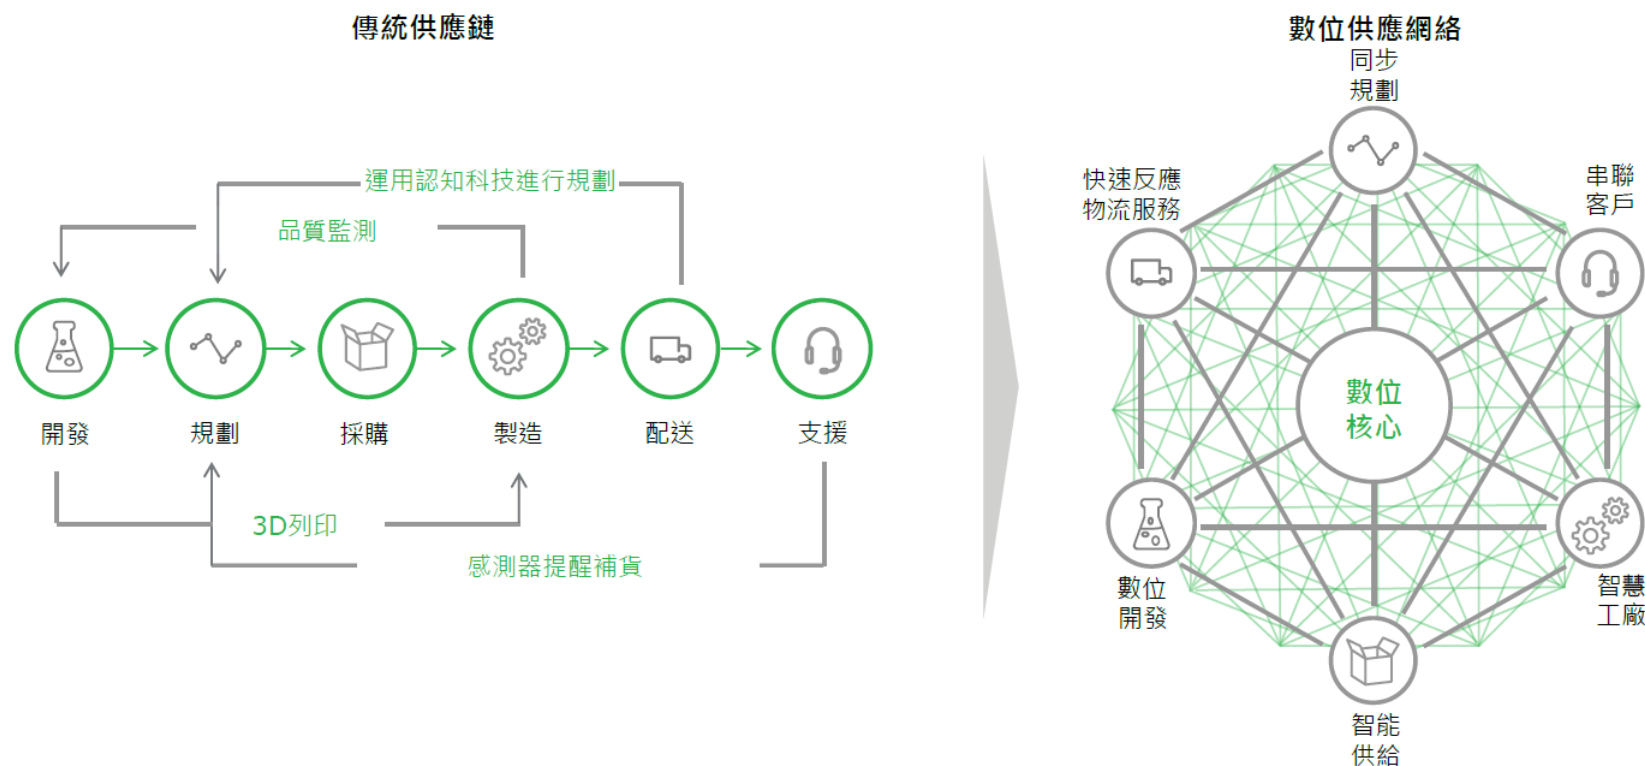 傳統供應鏈
運用認知科技進行規劃
品質監測
開發
規劃
採購
製造
配送
支援
3D列印
感測器提醒補貨
數位供應網絡
同步
規劃
快速反應
物流服務
串聯
客戶
數位
核心
數位
開發
智慧
工廠
智能
供給